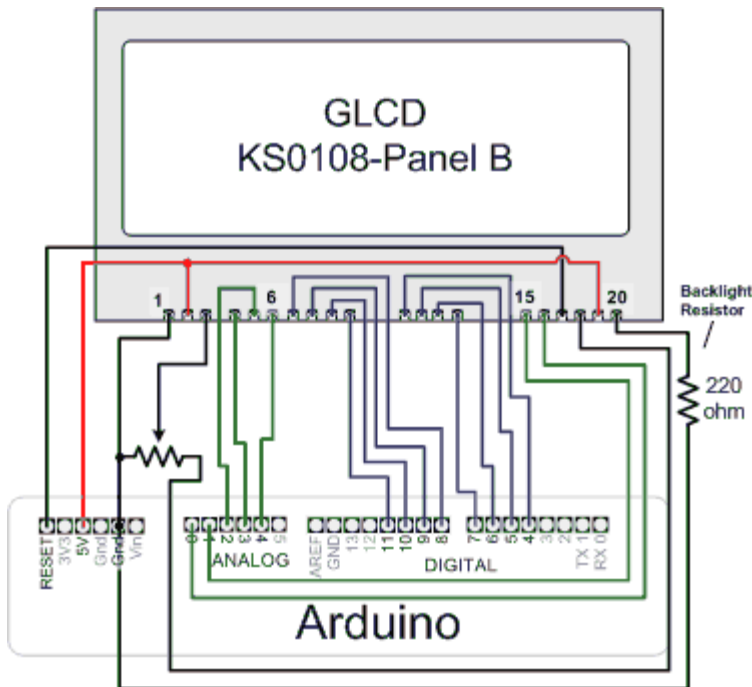 GLCD
KS0108-Panel B
1
6
15
20
Backlight
Resistor
220
ohm
RESET
3V3
5V
Gnd
Gnd
Vin
0
1
2
3
4
5
ANALOG
AREF
GND
13
12
11
10
9
8
DIGITAL
7
6
5
4
3
2
TX 1
RX 0
Arduino